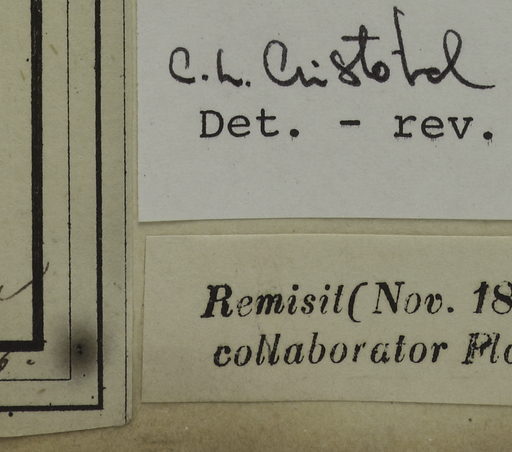 C. L. Cristobal
Det. - rev.
Remisit (Nov. 18
collaborator Flo